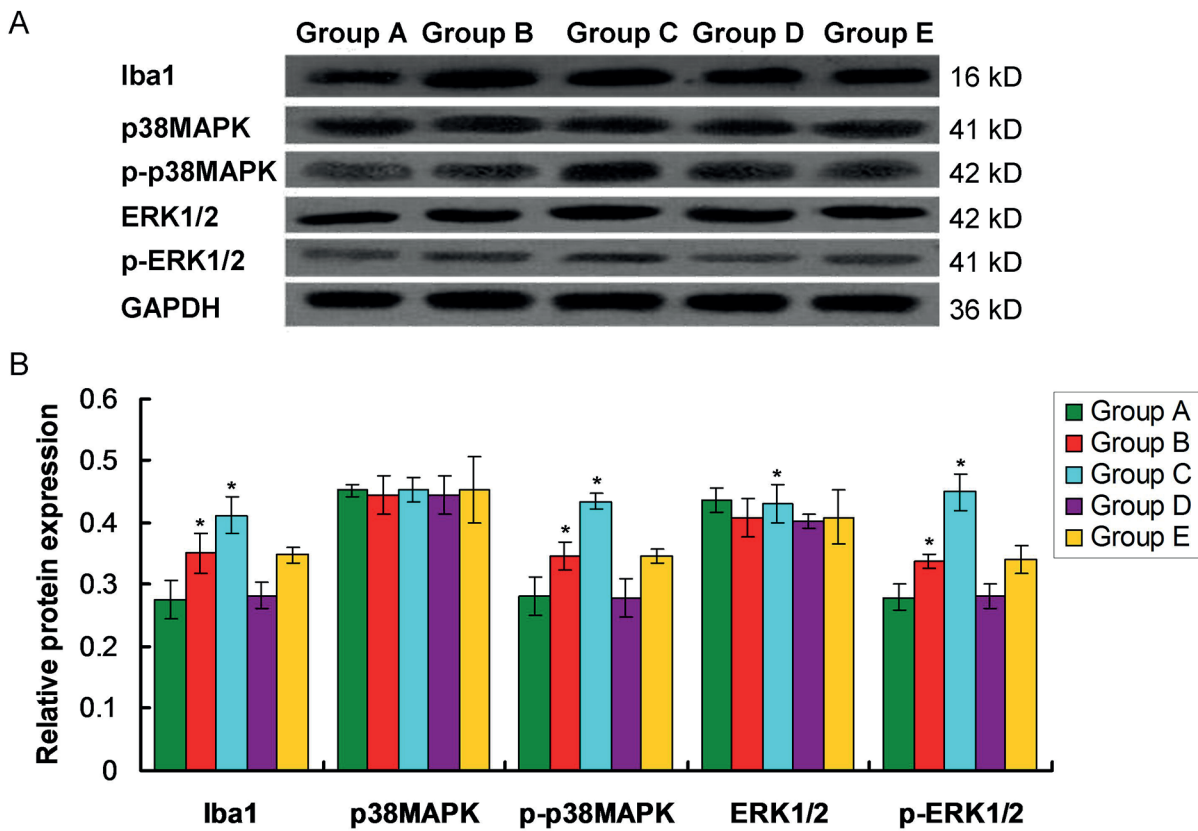 A
Group A Group B Group C Group D Group E
Iba1 16 kD
p38MAPK 41 kD
p-p38MAPK 42 kD
ERK1/2 42 kD
p-ERK1/2 41 kD
GAPDH 36 kD
B
Relative protein expression
0.6
0.5
0.4
0.3
0.2
0.1
0
* * * * * * *
Iba1 p38MAPK p-p38MAPK ERK1/2 p-ERK1/2
Group A
Group B
Group C
Group D
Group E